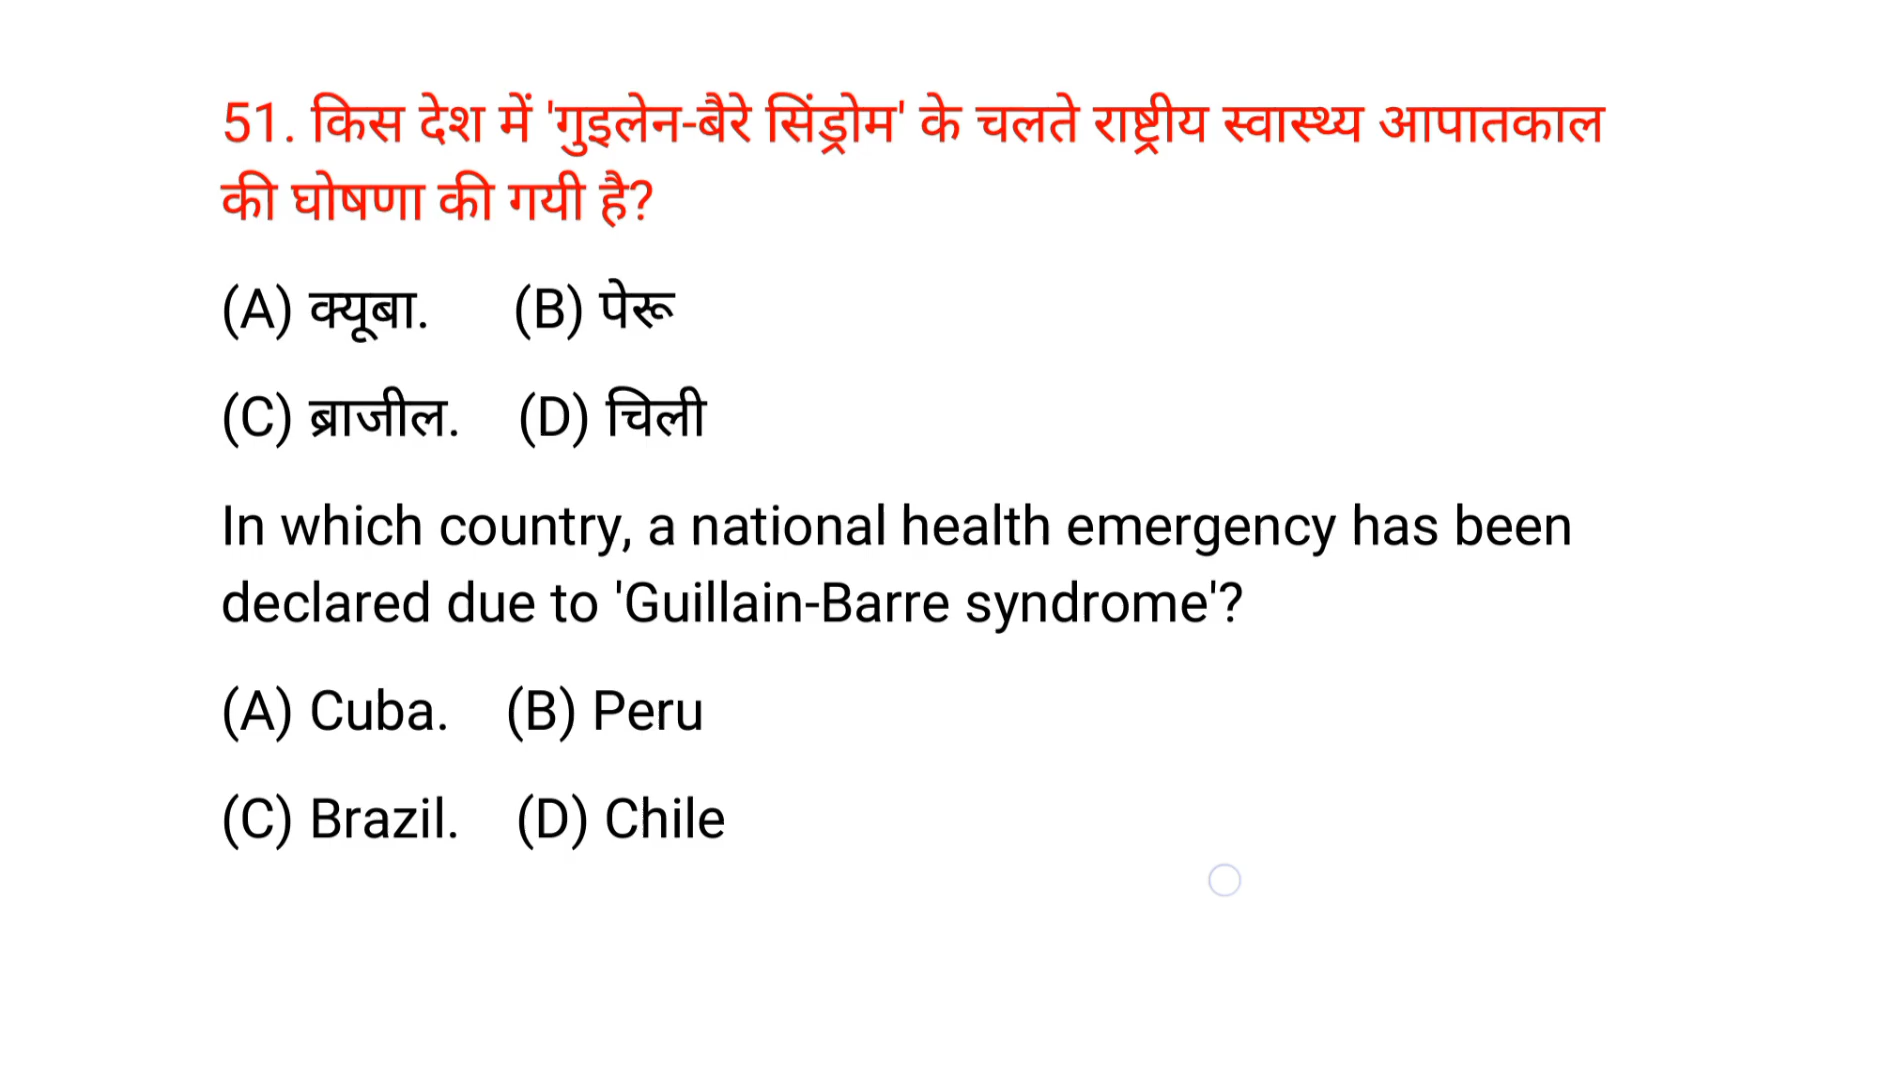 51. किस देश में 'गुइलेन-बैरे सिंड्रोम' के चलते राष्ट्रीय स्वास्थ्य आपातकाल
की घोषणा की गयी है?
(A) क्यूबा. (B) पेरू
(C) ब्राजील. (D) चिली
In which country, a national health emergency has been
declared due to 'Guillain-Barre syndrome'?
(A) Cuba. (B) Peru
(C) Brazil. (D) Chile